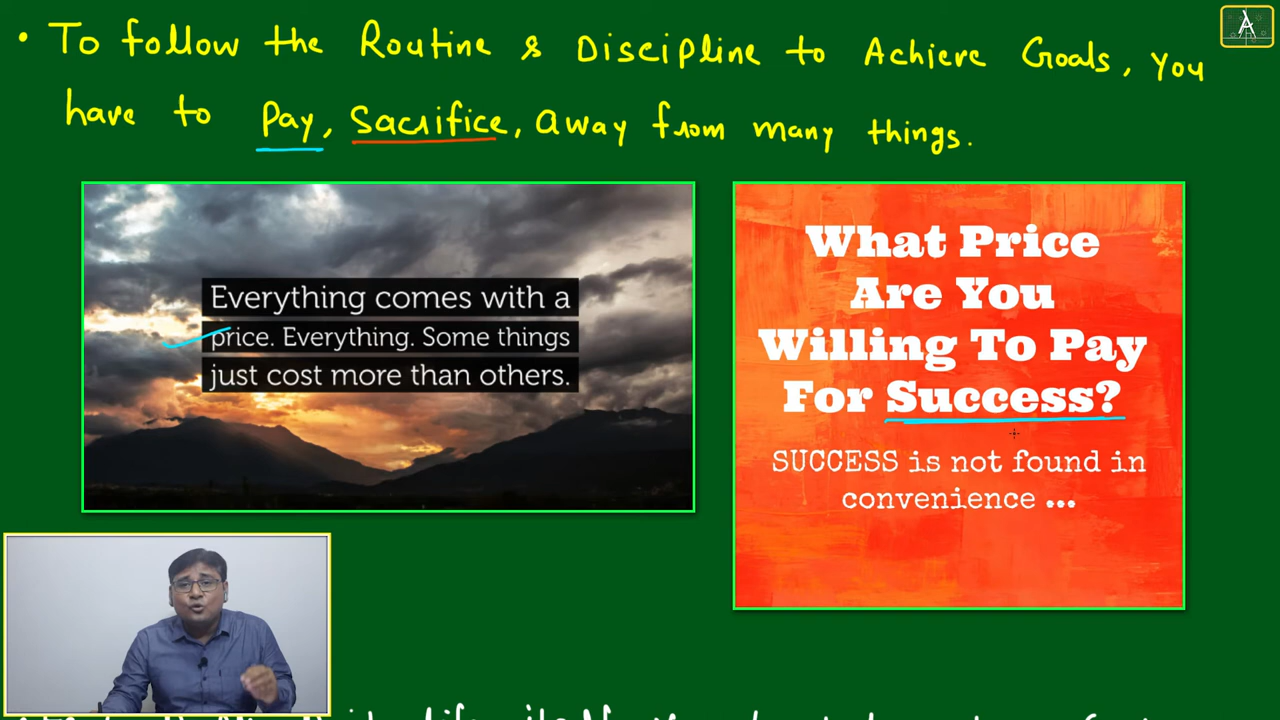 • To follow the Routine & Discipline to Achieve Goals, you
have to Pay, Sacrifice, away from many things.
Everything comes with a
price. Everything. Some things
just cost more than others.
What Price
Are You
Willing To Pay
For Success?
SUCCESS is not found in
convenience ...